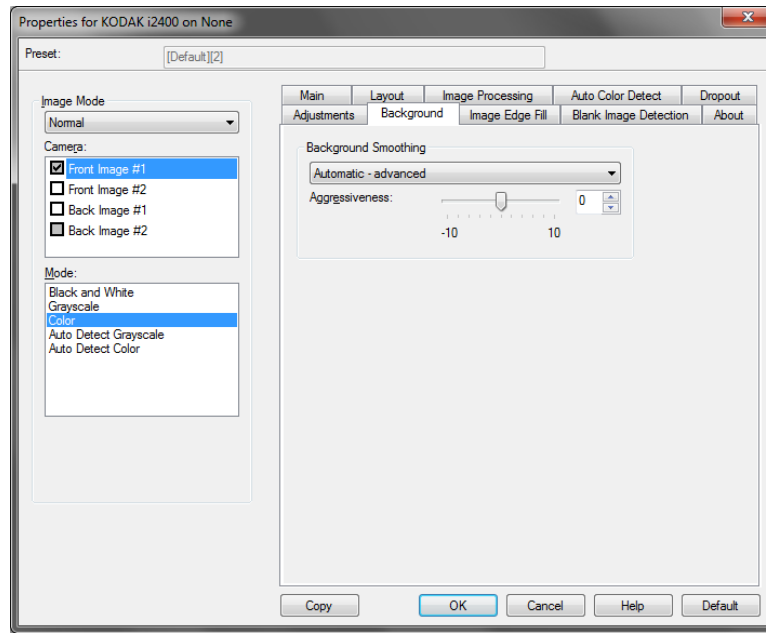 Properties for KODAK i2400 on None
Preset: [Default][2]
Image Mode
Normal
Camera:
Front Image #1
Front Image #2
Back Image #1
Back Image #2
Mode:
Black and White
Grayscale
Color
Auto Detect Grayscale
Auto Detect Color
Main Layout Image Processing Auto Color Detect Dropout
Adjustments Background Image Edge Fill Blank Image Detection About
Background Smoothing
Automatic - advanced
Aggressiveness: 0
-10 10
Copy OK Cancel Help Default